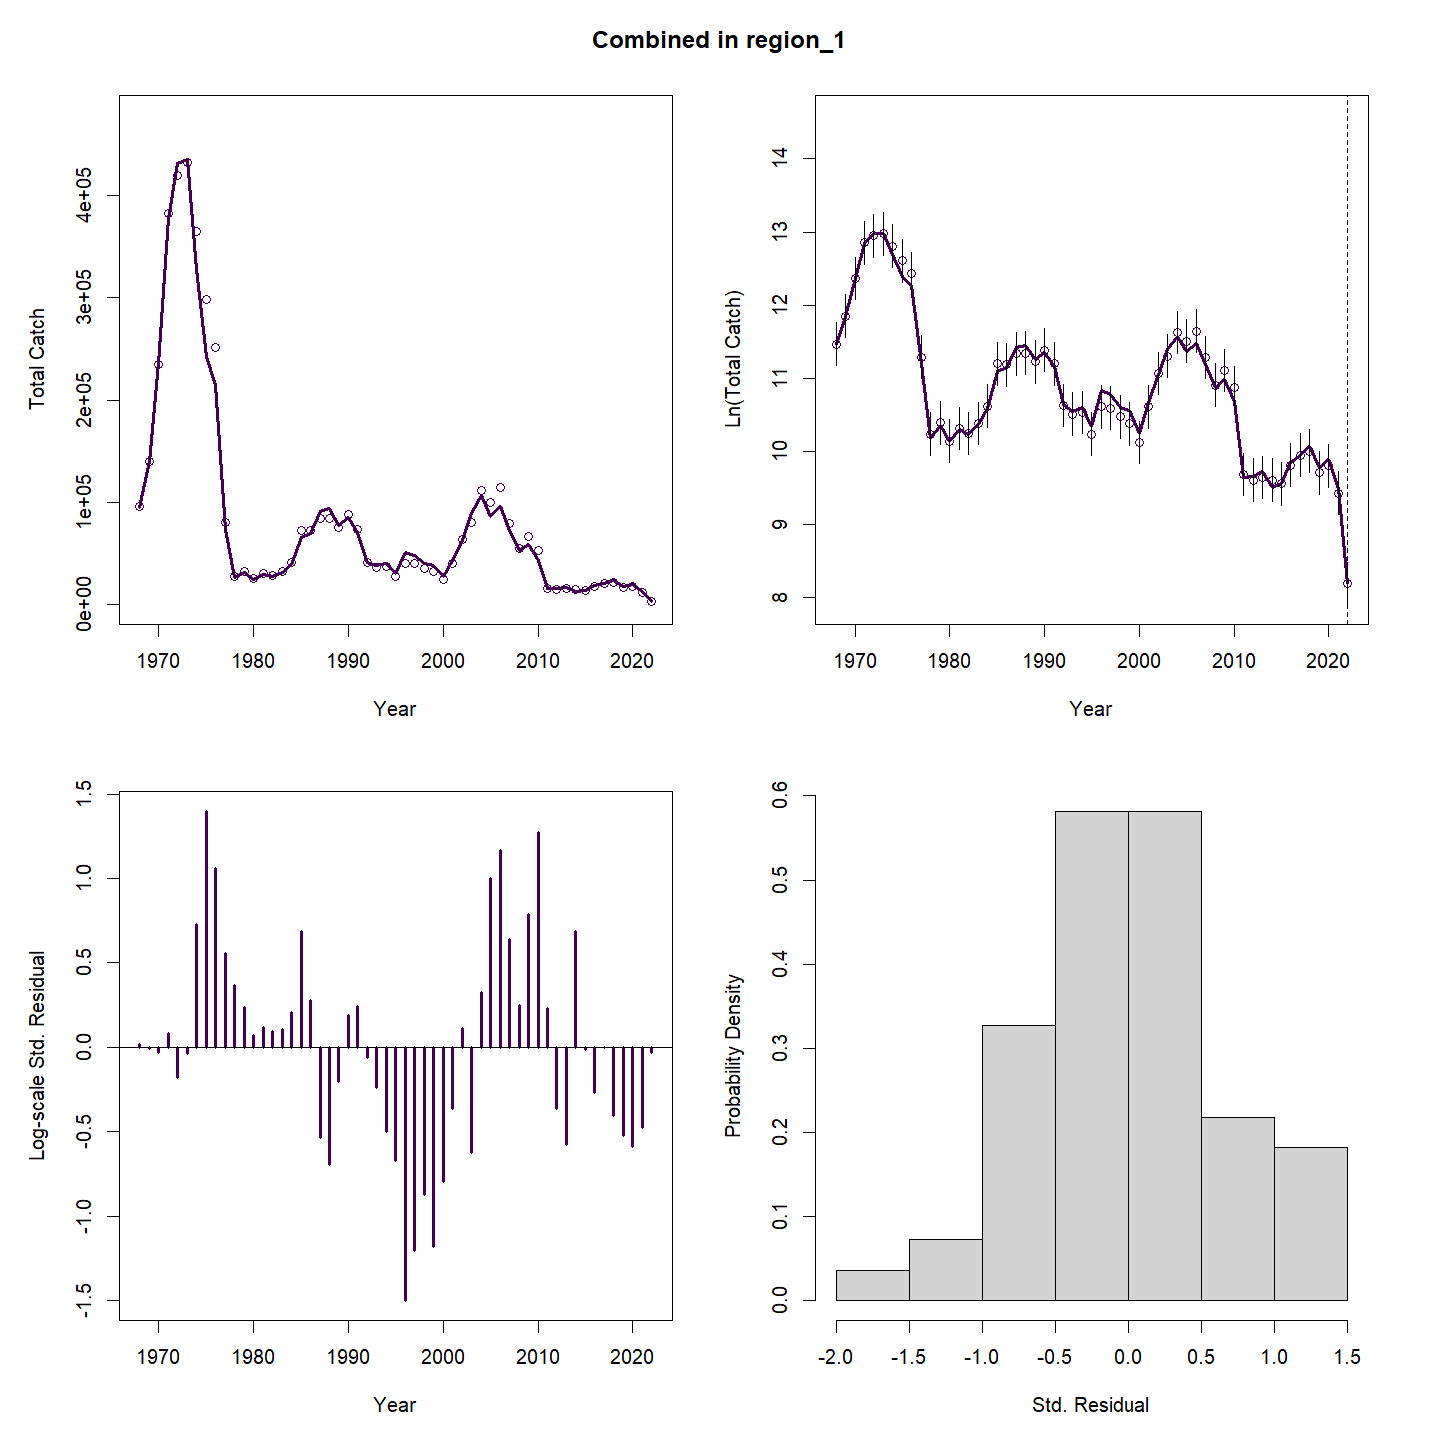 Combined in region_1
Total Catch
0e+00 1e+05 2e+05 3e+05 4e+05
1970 1980 1990 2000 2010 2020
Year
Ln(Total Catch)
8 9 10 11 12 13 14
1970 1980 1990 2000 2010 2020
Year
Log-scale Std. Residual
-1.5 -1.0 -0.5 0.0 0.5 1.0 1.5
1970 1980 1990 2000 2010 2020
Year
Probability Density
0.0 0.1 0.2 0.3 0.4 0.5 0.6
-2.0 -1.5 -1.0 -0.5 0.0 0.5 1.0 1.5
Std. Residual